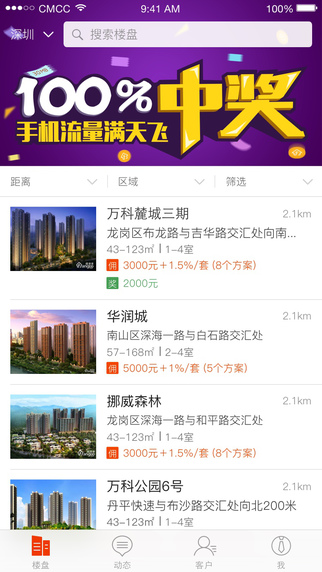 CMCC 9:41 AM 100%
深圳 搜索楼盘
100%中奖
手机流量满天飞
距离 区域 筛选
万科麓城三期 2.1km
龙岗区布龙路与吉华路交汇处向南...
43-123㎡ | 1-4室
佣 3000元+1.5%/套 (8个方案)
奖 2000元
华润城 2.1km
南山区深海一路与白石路交汇处
57-168㎡ | 2-4室
佣 5000元+1%/套 (5个方案)
挪威森林 2.1km
龙岗区深海一路与和平路交汇处
43-123㎡ | 1-4室
佣 3000元+1.5%/套 (8个方案)
万科公园6号 2.1km
丹平快速与布沙路交汇处向北200米
43-123㎡ | 1-4室
楼盘 动态 客户 我